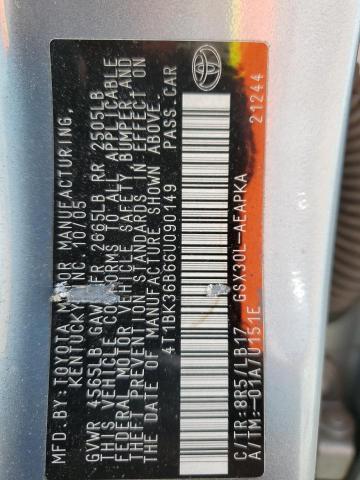 MFD.BY:TOYOTA MOTOR MANUFACTURING,
KENTUCKY, INC. 10/05
GVWR 4565LB GAWR FR 2665LB RR 2505LB
THIS VEHICLE CONFORMS TO ALL APPLICABLE
FEDERAL MOTOR VEHICLE SAFETY BUMPER, AND
THEFT PREVENTION STANDARDS IN EFFECT ON
THE DATE OF MANUFACTURE SHOWN ABOVE.
4T1BK36B66U090149 PASS.CAR
C/TR:8R5/LB17 GSX30L-AEAPKA
A/TM:-01A/U151E 21244